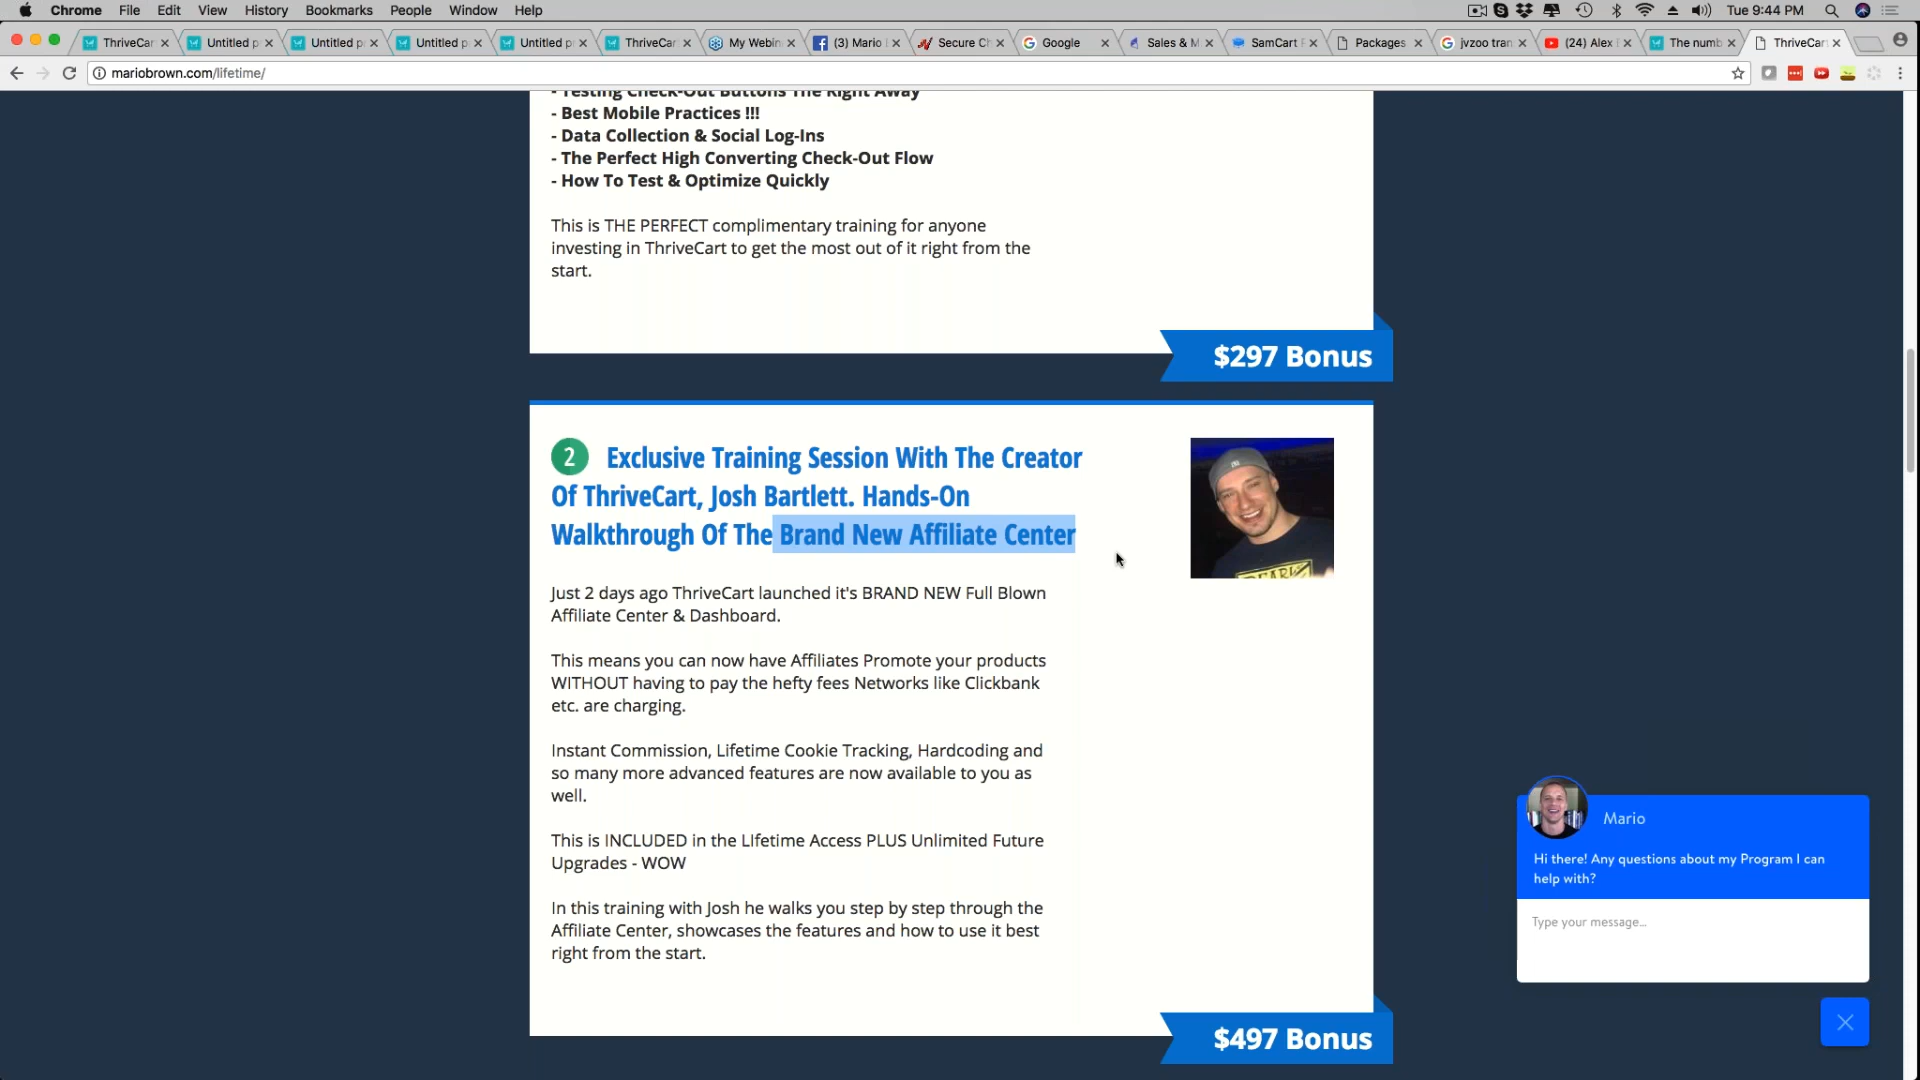 Chrome File Edit View History Bookmarks People Window Help Tue 9:44 PM
ThriveCar Untitled p Untitled p Untitled p Untitled p ThriveCar My Webin (3) Mario Secure Ch Google Sales & M SamCart Packages jvzoo tran (24) Alex The numb ThriveCar
mariobrown.com/lifetime/
- Testing Check-Out Buttons The Right Away
- Best Mobile Practices !!!
- Data Collection & Social Log-Ins
- The Perfect High Converting Check-Out Flow
- How To Test & Optimize Quickly
This is THE PERFECT complimentary training for anyone
investing in ThriveCart to get the most out of it right from the
start.
$297 Bonus
2 Exclusive Training Session With The Creator
Of ThriveCart, Josh Bartlett. Hands-On
Walkthrough Of The Brand New Affiliate Center
Just 2 days ago ThriveCart launched it's BRAND NEW Full Blown
Affiliate Center & Dashboard.
This means you can now have Affiliates Promote your products
WITHOUT having to pay the hefty fees Networks like Clickbank
etc. are charging.
Instant Commission, Lifetime Cookie Tracking, Hardcoding and
so many more advanced features are now available to you as
well.
This is INCLUDED in the LIfetime Access PLUS Unlimited Future
Upgrades - WOW
In this training with Josh he walks you step by step through the
Affiliate Center, showcases the features and how to use it best
right from the start.
$497 Bonus
Mario
Hi there! Any questions about my Program I can
help with?
Type your message...